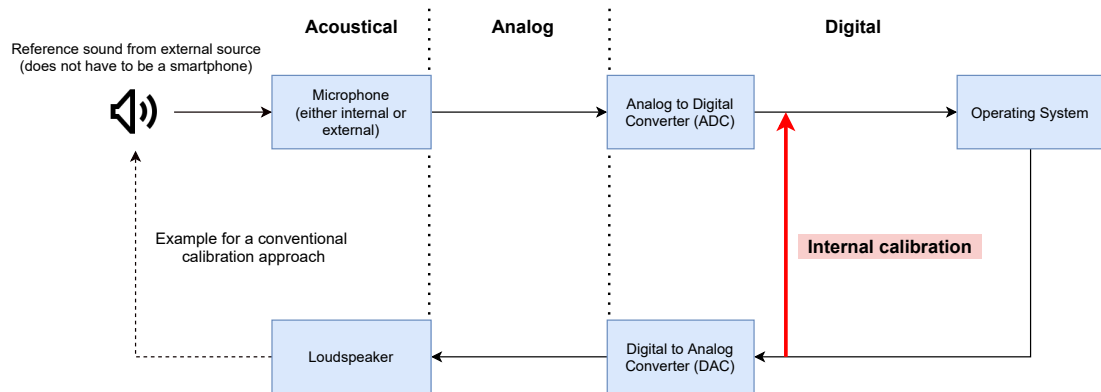 Acoustical
Analog
Digital
Reference sound from external source
(does not have to be a smartphone)
Microphone
(either internal or
external)
Analog to Digital
Converter (ADC)
Operating System
Example for a conventional
calibration approach
Internal calibration
Loudspeaker
Digital to Analog
Converter (DAC)